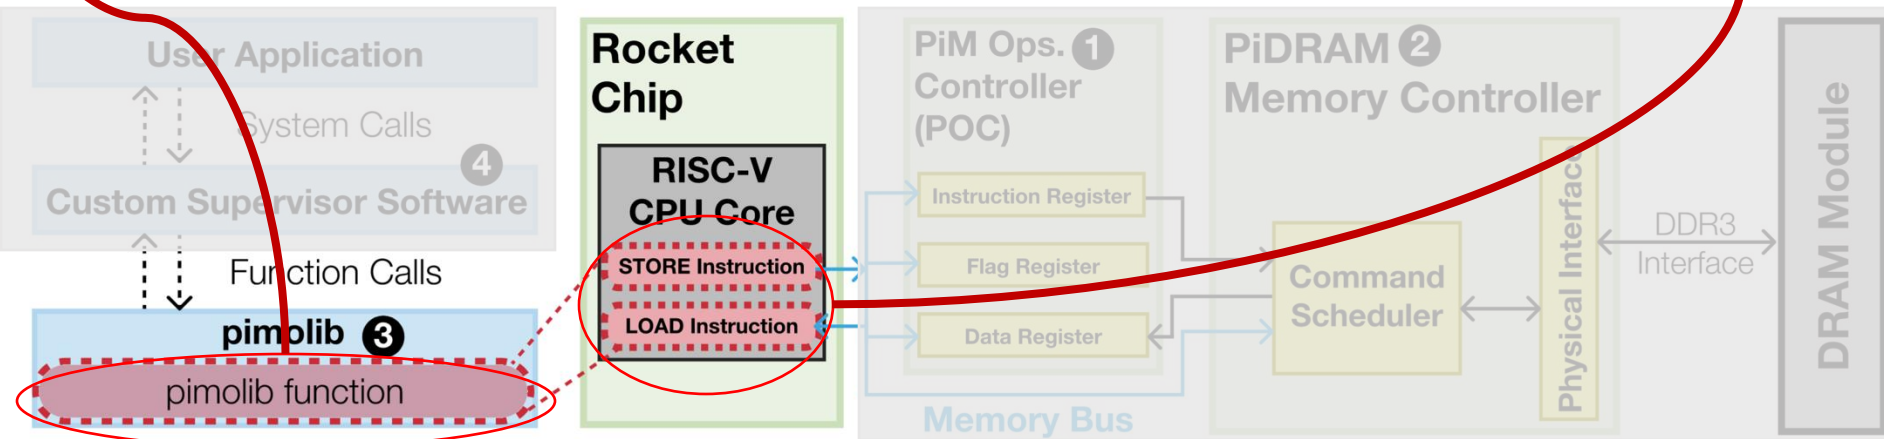 User Application
System Calls
4
Custom Supervisor Software
Function Calls
pimolib 3
pimolib function
Rocket
Chip
RISC-V
CPU Core
STORE Instruction
LOAD Instruction
PiM Ops. 1
Controller
(POC)
Instruction Register
Flag Register
Data Register
Memory Bus
PiDRAM 2
Memory Controller
Command
Scheduler
Physical Interface
DDR3
Interface
DRAM Module